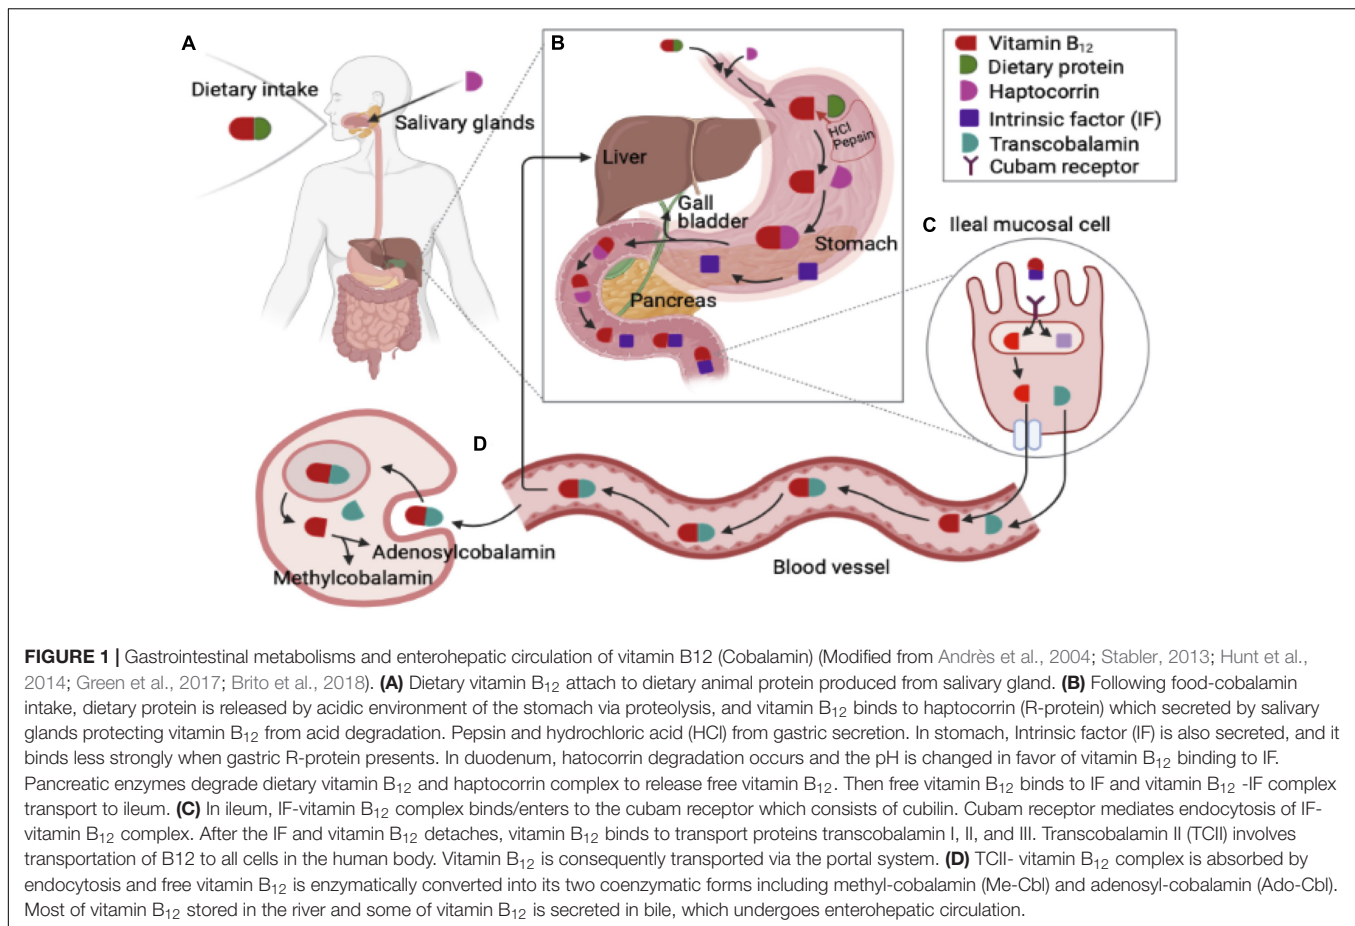 A
Dietary intake
Salivary glands
B
HCl
Pepsin
Liver
Gall
bladder
Stomach
Pancreas
Vitamin B12
Dietary protein
Haptocorrin
Intrinsic factor (IF)
Transcobalamin
Cubam receptor
C Ileal mucosal cell
D
Adenosylcobalamin
Methylcobalamin
Blood vessel
FIGURE 1 | Gastrointestinal metabolisms and enterohepatic circulation of vitamin B12 (Cobalamin) (Modified from Andrès et al., 2004; Stabler, 2013; Hunt et al.,
2014; Green et al., 2017; Brito et al., 2018). (A) Dietary vitamin B12 attach to dietary animal protein produced from salivary gland. (B) Following food-cobalamin
intake, dietary protein is released by acidic environment of the stomach via proteolysis, and vitamin B12 binds to haptocorrin (R-protein) which secreted by salivary
glands protecting vitamin B12 from acid degradation. Pepsin and hydrochloric acid (HCl) from gastric secretion. In stomach, Intrinsic factor (IF) is also secreted, and it
binds less strongly when gastric R-protein presents. In duodenum, hatocorrin degradation occurs and the pH is changed in favor of vitamin B12 binding to IF.
Pancreatic enzymes degrade dietary vitamin B12 and haptocorrin complex to release free vitamin B12. Then free vitamin B12 binds to IF and vitamin B12 -IF complex
transport to ileum. (C) In ileum, IF-vitamin B12 complex binds/enters to the cubam receptor which consists of cubilin. Cubam receptor mediates endocytosis of IF-
vitamin B12 complex. After the IF and vitamin B12 detaches, vitamin B12 binds to transport proteins transcobalamin I, II, and III. Transcobalamin II (TCII) involves
transportation of B12 to all cells in the human body. Vitamin B12 is consequently transported via the portal system. (D) TCII- vitamin B12 complex is absorbed by
endocytosis and free vitamin B12 is enzymatically converted into its two coenzymatic forms including methyl-cobalamin (Me-Cbl) and adenosyl-cobalamin (Ado-Cbl).
Most of vitamin B12 stored in the river and some of vitamin B12 is secreted in bile, which undergoes enterohepatic circulation.